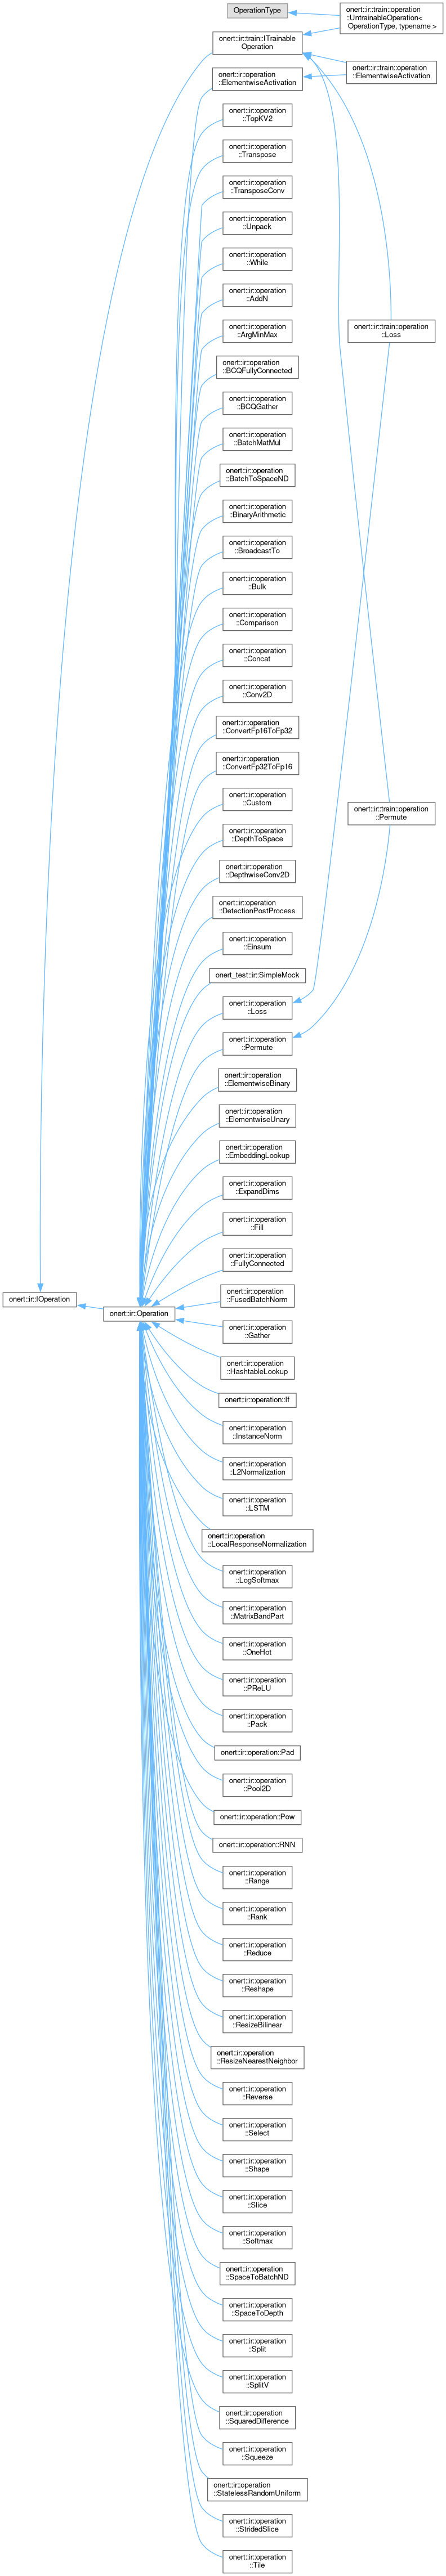 OperationType
onert::ir::train::operation
::UntrainableOperation<
OperationType, typename >
onert::ir::train::ITrainable
Operation
onert::ir::train::operation
::ElementwiseActivation
onert::ir::operation
::ElementwiseActivation
onert::ir::operation
::TopKV2
onert::ir::operation
::Transpose
onert::ir::operation
::TransposeConv
onert::ir::operation
::Unpack
onert::ir::operation
::While
onert::ir::operation
::AddN
onert::ir::operation
::ArgMinMax
onert::ir::train::operation
::Loss
onert::ir::operation
::BCQFullyConnected
onert::ir::operation
::BCQGather
onert::ir::operation
::BatchMatMul
onert::ir::operation
::BatchToSpaceND
onert::ir::operation
::BinaryArithmetic
onert::ir::operation
::BroadcastTo
onert::ir::operation
::Bulk
onert::ir::operation
::Comparison
onert::ir::operation
::Concat
onert::ir::operation
::Conv2D
onert::ir::operation
::ConvertFp16ToFp32
onert::ir::operation
::ConvertFp32ToFp16
onert::ir::operation
::Custom
onert::ir::train::operation
::Permute
onert::ir::operation
::DepthToSpace
onert::ir::operation
::DepthwiseConv2D
onert::ir::operation
::DetectionPostProcess
onert::ir::operation
::Einsum
onert_test::ir::SimpleMock
onert::ir::operation
::Loss
onert::ir::operation
::Permute
onert::ir::operation
::ElementwiseBinary
onert::ir::operation
::ElementwiseUnary
onert::ir::operation
::EmbeddingLookup
onert::ir::operation
::ExpandDims
onert::ir::operation
::Fill
onert::ir::operation
::FullyConnected
onert::ir::IOperation
onert::ir::Operation
onert::ir::operation
::FusedBatchNorm
onert::ir::operation
::Gather
onert::ir::operation
::HashtableLookup
onert::ir::operation::If
onert::ir::operation
::InstanceNorm
onert::ir::operation
::L2Normalization
onert::ir::operation
::LSTM
onert::ir::operation
::LocalResponseNormalization
onert::ir::operation
::LogSoftmax
onert::ir::operation
::MatrixBandPart
onert::ir::operation
::OneHot
onert::ir::operation
::PReLU
onert::ir::operation
::Pack
onert::ir::operation::Pad
onert::ir::operation
::Pool2D
onert::ir::operation::Pow
onert::ir::operation::RNN
onert::ir::operation
::Range
onert::ir::operation
::Rank
onert::ir::operation
::Reduce
onert::ir::operation
::Reshape
onert::ir::operation
::ResizeBilinear
onert::ir::operation
::ResizeNearestNeighbor
onert::ir::operation
::Reverse
onert::ir::operation
::Select
onert::ir::operation
::Shape
onert::ir::operation
::Slice
onert::ir::operation
::Softmax
onert::ir::operation
::SpaceToBatchND
onert::ir::operation
::SpaceToDepth
onert::ir::operation
::Split
onert::ir::operation
::SplitV
onert::ir::operation
::SquaredDifference
onert::ir::operation
::Squeeze
onert::ir::operation
::StatelessRandomUniform
onert::ir::operation
::StridedSlice
onert::ir::operation
::Tile